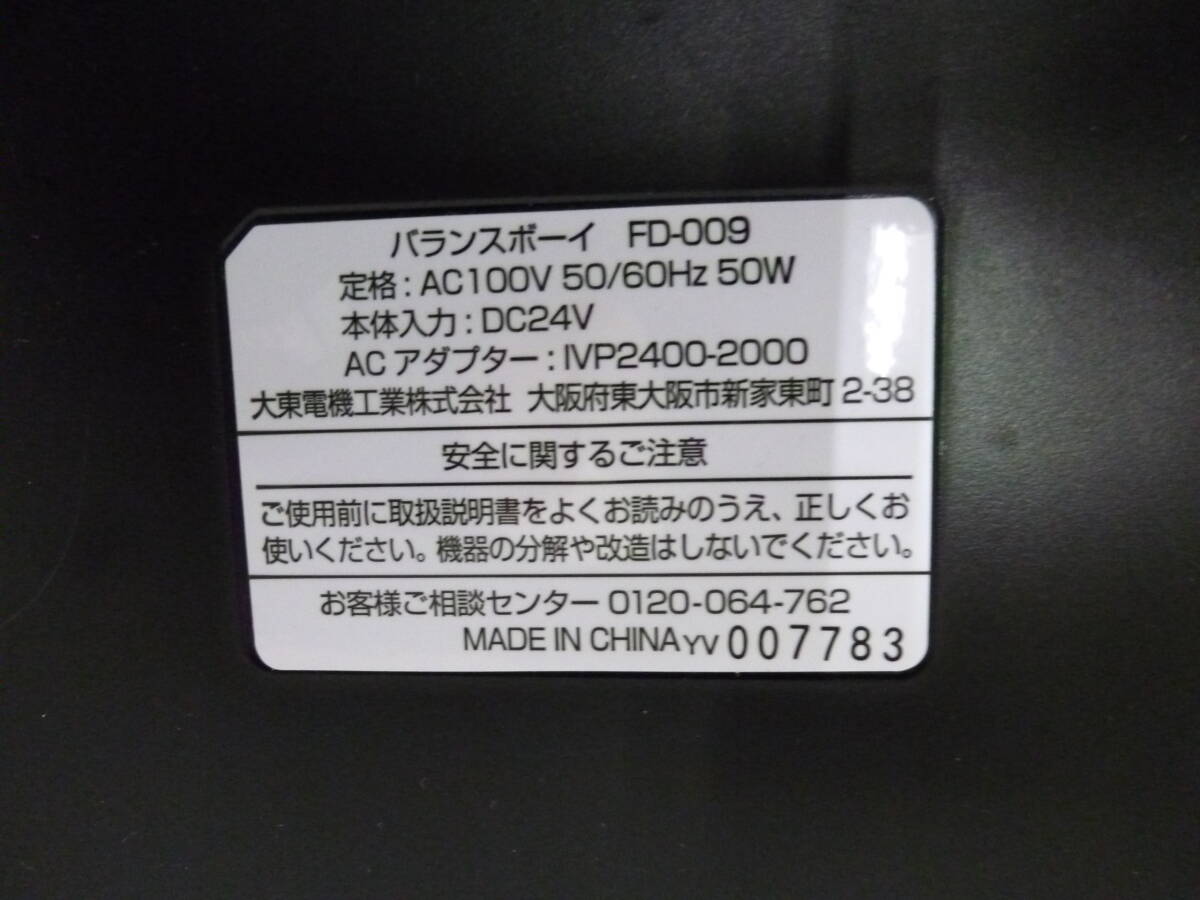 バランスボーイ FD-009
定格 : AC100V 50/60Hz 50W
本体入力 : DC24V
AC アダプター : IVP2400-2000
大東電機工業株式会社 大阪府東大阪市新家東町 2-38
安全に関するご注意
ご使用前に取扱説明書をよくお読みのうえ、正しくお
使いください。機器の分解や改造はしないでください。
お客様ご相談センター 0120-064-762
MADE IN CHINA YV 007783